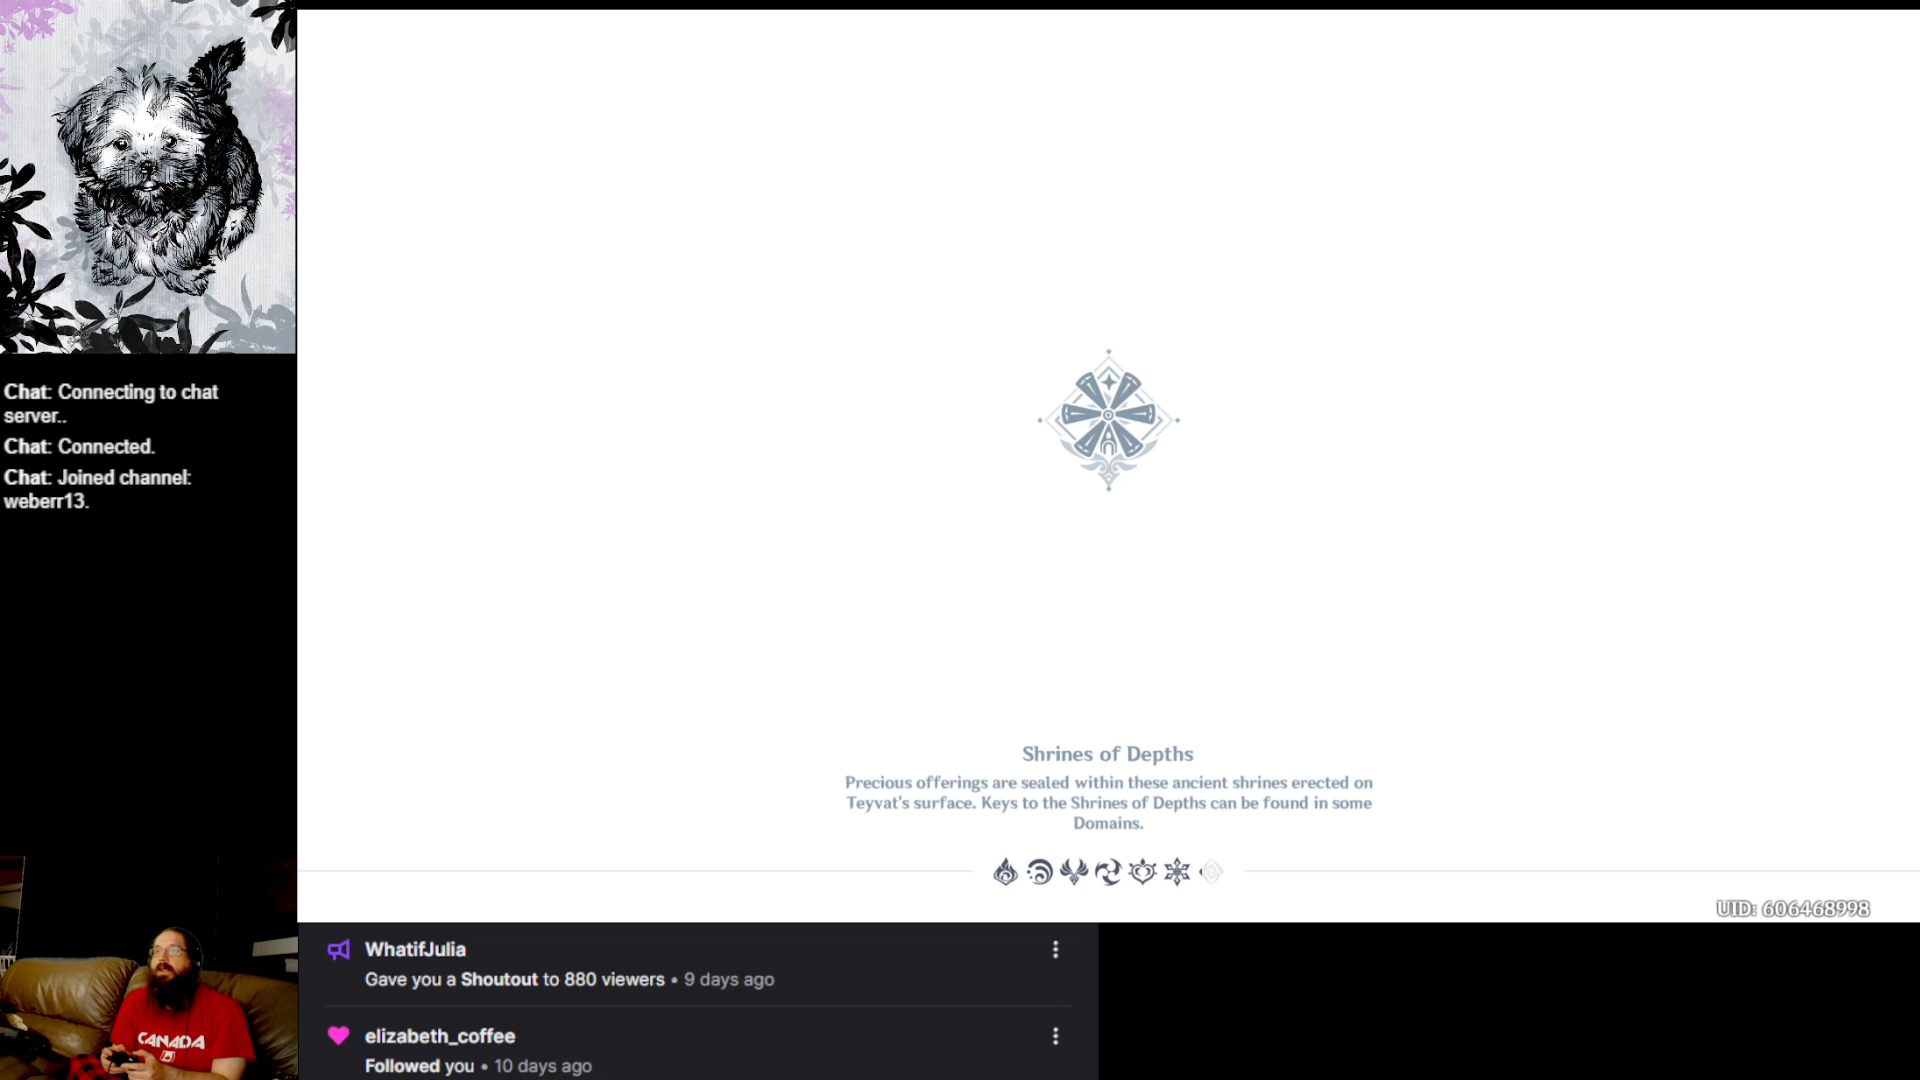 Chat: Connecting to chat
server..
Chat: Connected.
Chat: Joined channel:
weberr13.
Shrines of Depths
Precious offerings are sealed within these ancient shrines erected on
Teyvat's surface. Keys to the Shrines of Depths can be found in some
Domains.
UID: 606468998
WhatifJulia
Gave you a Shoutout to 880 viewers • 9 days ago
elizabeth_coffee
Followed you • 10 days ago
CANADA